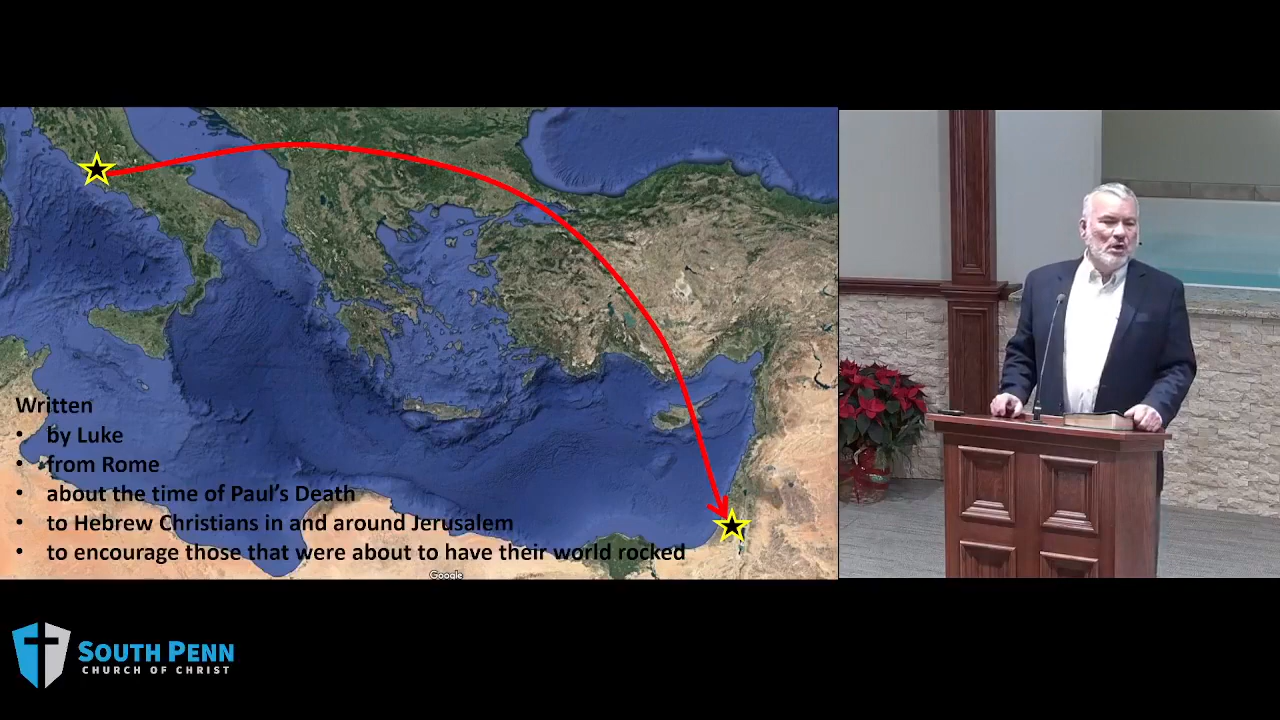 Written
• by Luke
• from Rome
• about the time of Paul's Death
• to Hebrew Christians in and around Jerusalem
• to encourage those that were about to have their world rocked
Google
SOUTH PENN
CHURCH OF CHRIST